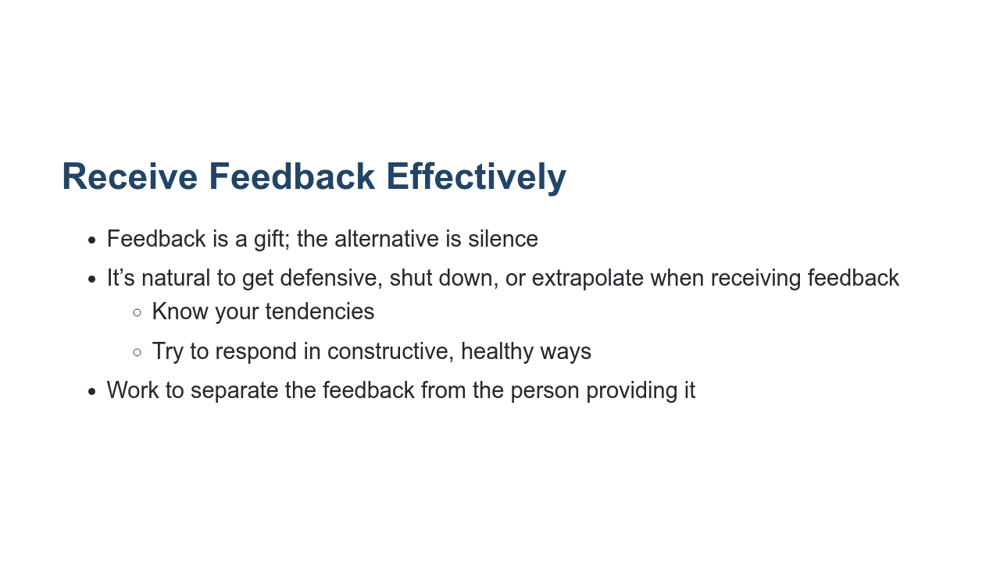 Receive Feedback Effectively
• Feedback is a gift; the alternative is silence
• It’s natural to get defensive, shut down, or extrapolate when receiving feedback
◦ Know your tendencies
◦ Try to respond in constructive, healthy ways
• Work to separate the feedback from the person providing it